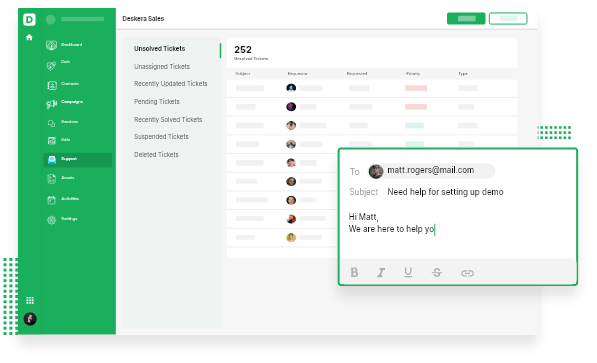 D
Deskera Sales
Dashboard
Deals
Contacts
Campaigns
Sessions
Sales
Support
Assets
Activities
Settings
Unsolved Tickets
Unassigned Tickets
Recently Updated Tickets
Pending Tickets
Recently Solved Tickets
Suspended Tickets
Deleted Tickets
252
Unsolved Tickets
Subject Requestor Requested Priority Type
To matt.rogers@mail.com
Subject Need help for setting up demo
Hi Matt,
We are here to help yo
B I U S